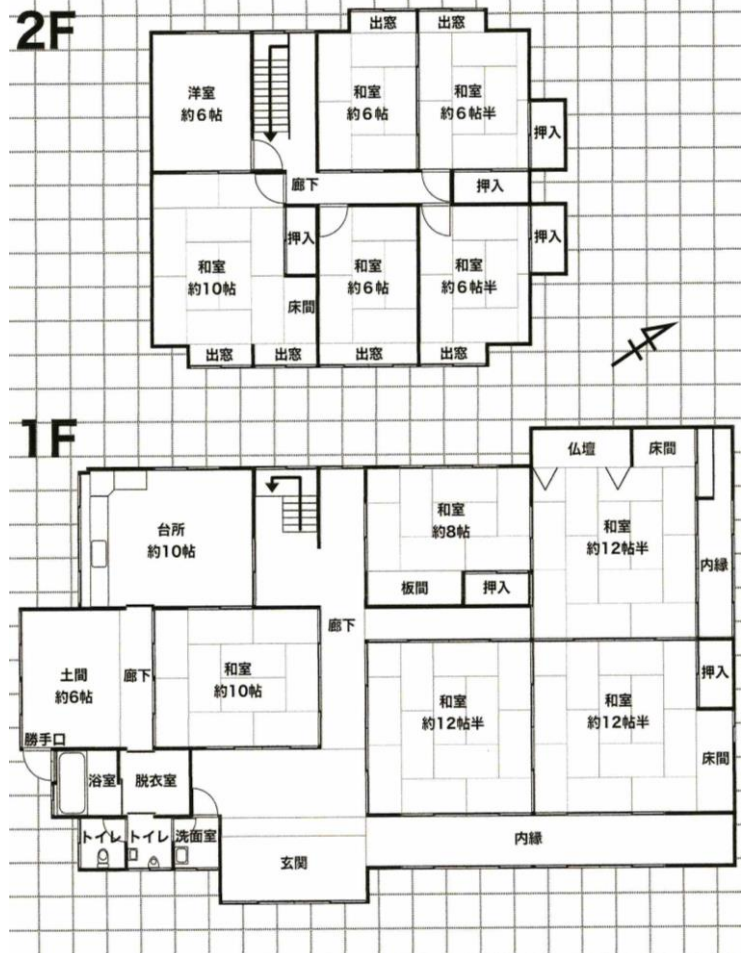 2F
出窓 出窓
洋室
約6帖
和室
約6帖
和室
約6帖半
押入
廊下
押入
和室
約10帖
押入
床間
和室
約6帖
和室
約6帖半
押入
出窓 出窓 出窓 出窓
1F
仏壇 床間
台所
約10帖
和室
約8帖
和室
約12帖半
内縁
板間 押入
土間
約6帖
廊下
和室
約10帖
廊下
和室
約12帖半
和室
約12帖半
押入
床間
勝手口
浴室 脱衣室
トイレ トイレ 洗面室
玄関
内縁